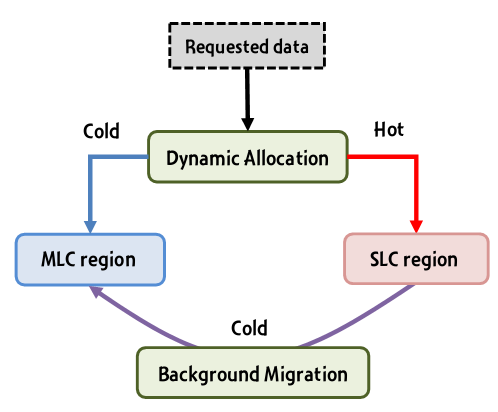 Requested data
Cold
Hot
Dynamic Allocation
MLC region
SLC region
Cold
Background Migration